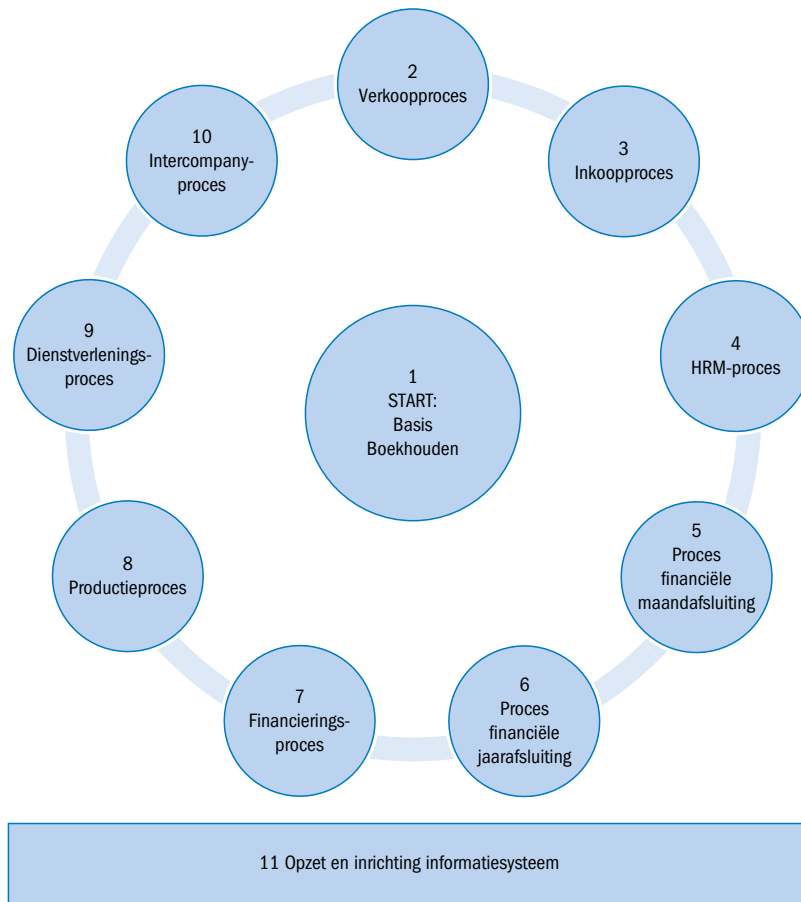 1
START:
Basis
Boekhouden
2
Verkoopproces
3
Inkoopproces
4
HRM-proces
5
Proces
financiële
maandafsluiting
6
Proces
financiële
jaarafsluiting
7
Financierings-
proces
8
Productieproces
9
Dienstverlenings-
proces
10
Intercompany-
proces
11 Opzet en inrichting informatiesysteem